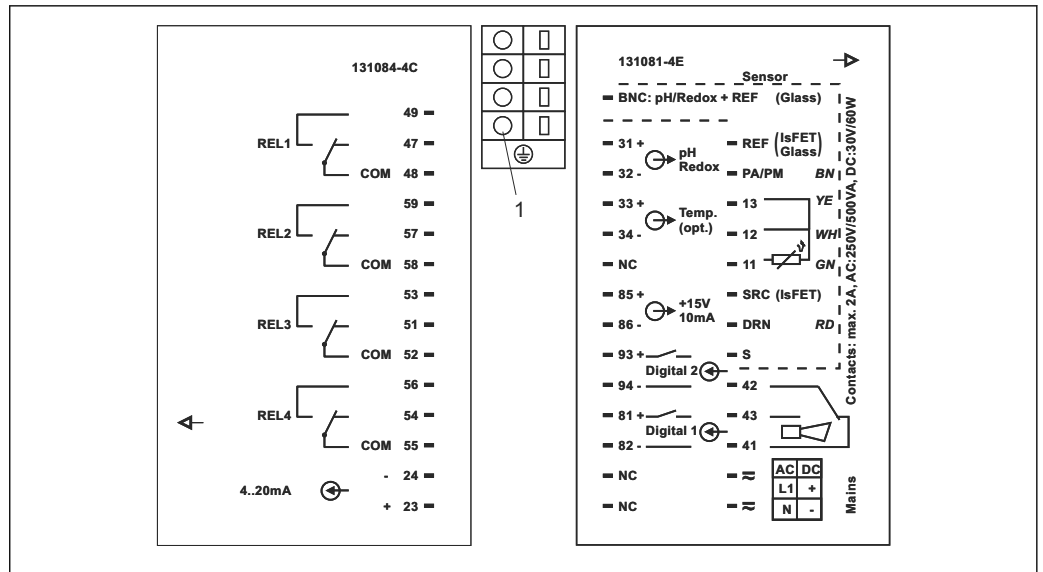 131084-4C
49
REL1
47
COM 48
59
REL2
57
COM 58
53
REL3
51
COM 52
56
REL4
54
COM 55
- 24
4..20mA
+ 23
1
131081-4E
Sensor
BNC: pH/Redox + REF (Glass)
31 +
pH
Redox
32 -
REF (IsFET Glass)
PA/PM BN
33 +
Temp.
(opt.)
34 -
13 YE
12 WH
NC
11 GN
85 +
+15V
10mA
86 -
SRC (IsFET)
DRN RD
93 +
S
Digital 2
94 -
42
81 +
43
Digital 1
82 -
41
NC
AC DC
L1 +
NC
N -
Mains
Contacts: max. 2A, AC:250V/500VA, DC:30V/60W